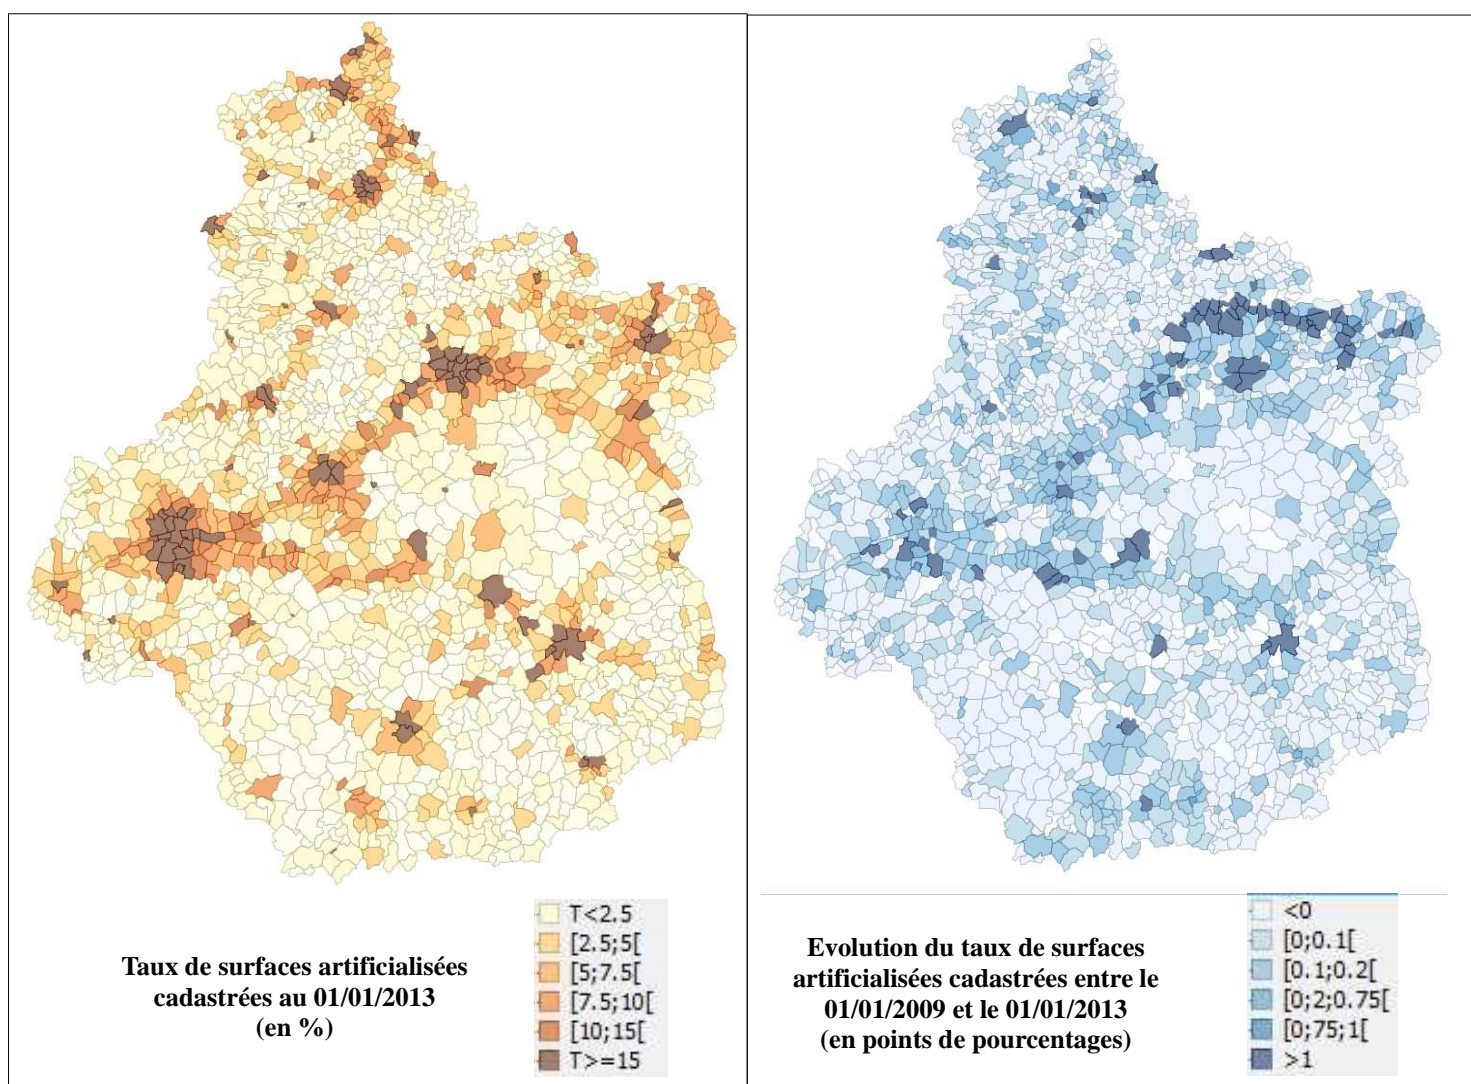 Taux de surfaces artificialisées
cadastrées au 01/01/2013
(en %)
T<2.5
[2.5;5[
[5;7.5[
[7.5;10[
[10;15[
T>=15
Evolution du taux de surfaces
artificialisées cadastrées entre le
01/01/2009 et le 01/01/2013
(en points de pourcentages)
<0
[0;0.1[
[0.1;0.2[
[0;2;0.75[
[0;75;1[
>1